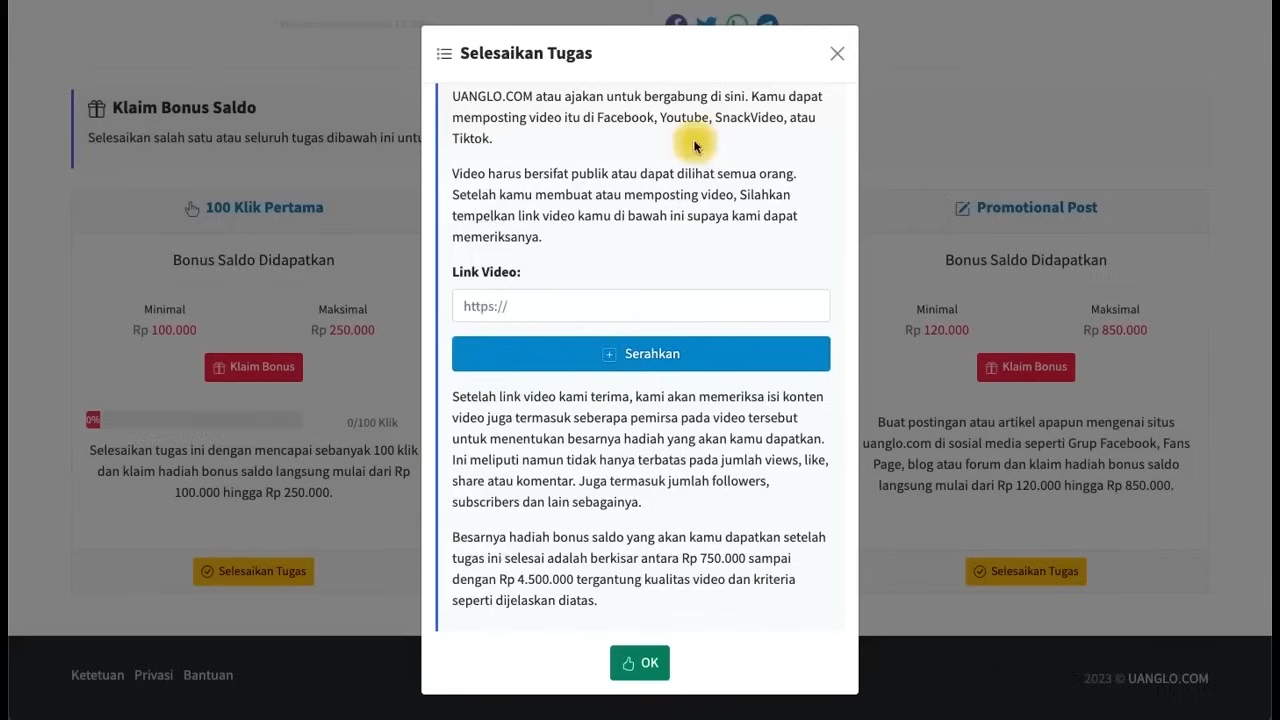 Selesaikan Tugas
UANGLO.COM atau ajakan untuk bergabung di sini. Kamu dapat
memposting video itu di Facebook, Youtube, SnackVideo, atau
Tiktok.
Video harus bersifat publik atau dapat dilihat semua orang.
Setelah kamu membuat atau memposting video, Silahkan
tempelkan link video kamu di bawah ini supaya kami dapat
memeriksanya.
Link Video:
https://
Serahkan
Setelah link video kami terima, kami akan memeriksa isi konten
video juga termasuk seberapa pemirsa pada video tersebut
untuk menentukan besarnya hadiah yang akan kamu dapatkan.
Ini meliputi namun tidak hanya terbatas pada jumlah views, like,
share atau komentar. Juga termasuk jumlah followers,
subscribers dan lain sebagainya.
Besarnya hadiah bonus saldo yang akan kamu dapatkan setelah
tugas ini selesai adalah berkisar antara Rp 750.000 sampai
dengan Rp 4.500.000 tergantung kualitas video dan kriteria
seperti dijelaskan diatas.
OK
Klaim Bonus Saldo
Selesaikan salah satu atau seluruh tugas dibawah ini
100 Klik Pertama
Bonus Saldo Didapatkan
Minimal Maksimal
Rp 100.000 Rp 250.000
Klaim Bonus
0% 0/100 Klik
Selesaikan tugas ini dengan mencapai sebanyak 100 klik
dan klaim hadiah bonus saldo langsung mulai dari Rp
100.000 hingga Rp 250.000.
Selesaikan Tugas
Promotional Post
Bonus Saldo Didapatkan
Minimal Maksimal
Rp 120.000 Rp 850.000
Klaim Bonus
Buat postingan atau artikel apapun mengenai situs
uanglo.com di sosial media seperti Grup Facebook, Fans
Page, blog atau forum dan klaim hadiah bonus saldo
langsung mulai dari Rp 120.000 hingga Rp 850.000.
Selesaikan Tugas
Ketetuan Privasi Bantuan
2023 © UANGLO.COM